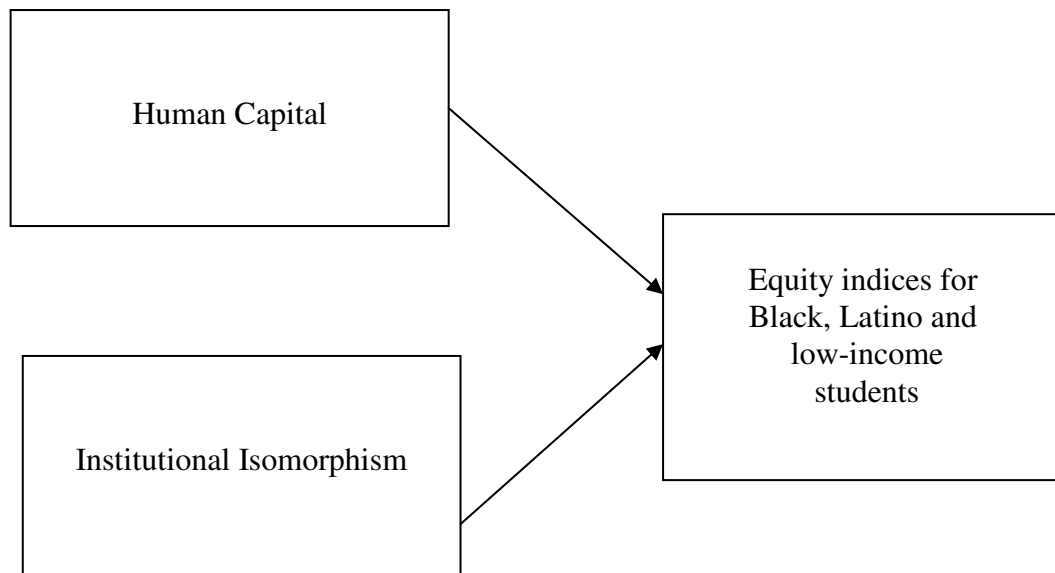 Human Capital
Equity indices for
Black, Latino and
low-income
students
Institutional Isomorphism